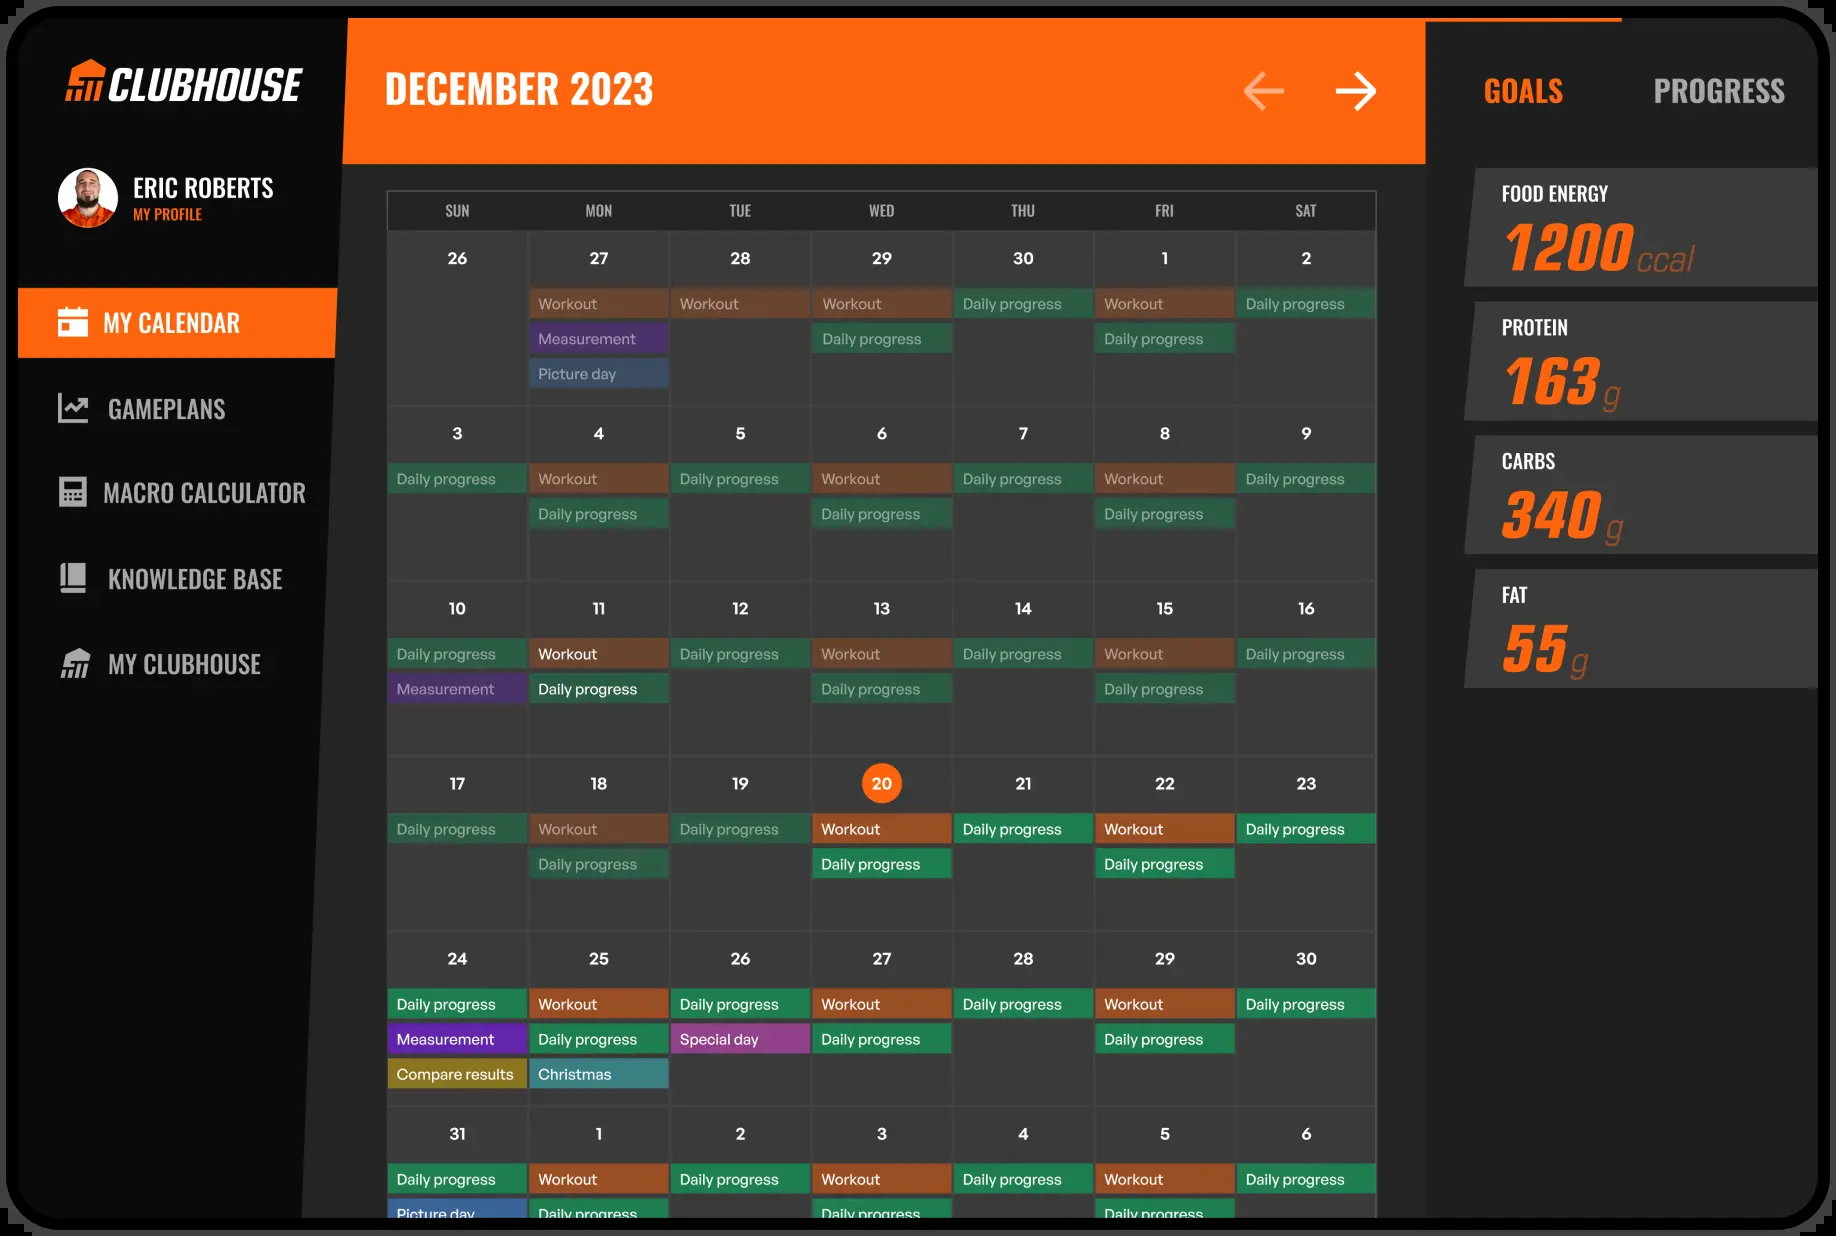 CLUBHOUSE
ERIC ROBERTS
MY PROFILE
MY CALENDAR
GAMEPLANS
MACRO CALCULATOR
KNOWLEDGE BASE
MY CLUBHOUSE
DECEMBER 2023
SUN MON TUE WED THU FRI SAT
26 27 28 29 30 1 2
Workout Workout Workout Daily progress Workout Daily progress
Measurement Daily progress Daily progress
Picture day
3 4 5 6 7 8 9
Daily progress Workout Daily progress Workout Daily progress Workout Daily progress
Daily progress Daily progress Daily progress
10 11 12 13 14 15 16
Daily progress Workout Daily progress Workout Daily progress Workout Daily progress
Measurement Daily progress Daily progress Daily progress
17 18 19 20 21 22 23
Daily progress Workout Daily progress Workout Daily progress Workout Daily progress
Daily progress Daily progress Daily progress
24 25 26 27 28 29 30
Daily progress Workout Daily progress Workout Daily progress Workout Daily progress
Measurement Daily progress Special day Daily progress Daily progress
Compare results Christmas
31 1 2 3 4 5 6
Daily progress Workout Daily progress Workout Daily progress Workout Daily progress
Picture day Daily progress Daily progress Daily progress
GOALS PROGRESS
FOOD ENERGY
1200 ccal
PROTEIN
163 g
CARBS
340 g
FAT
55 g